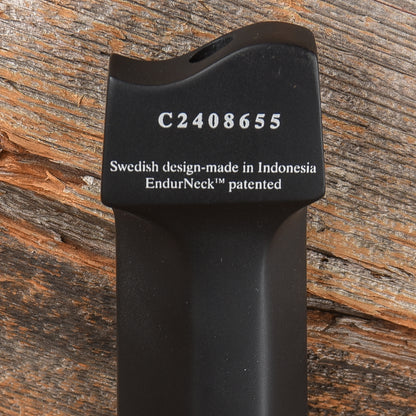 C2408655
Swedish design-made in Indonesia
EndurNeck™ patented